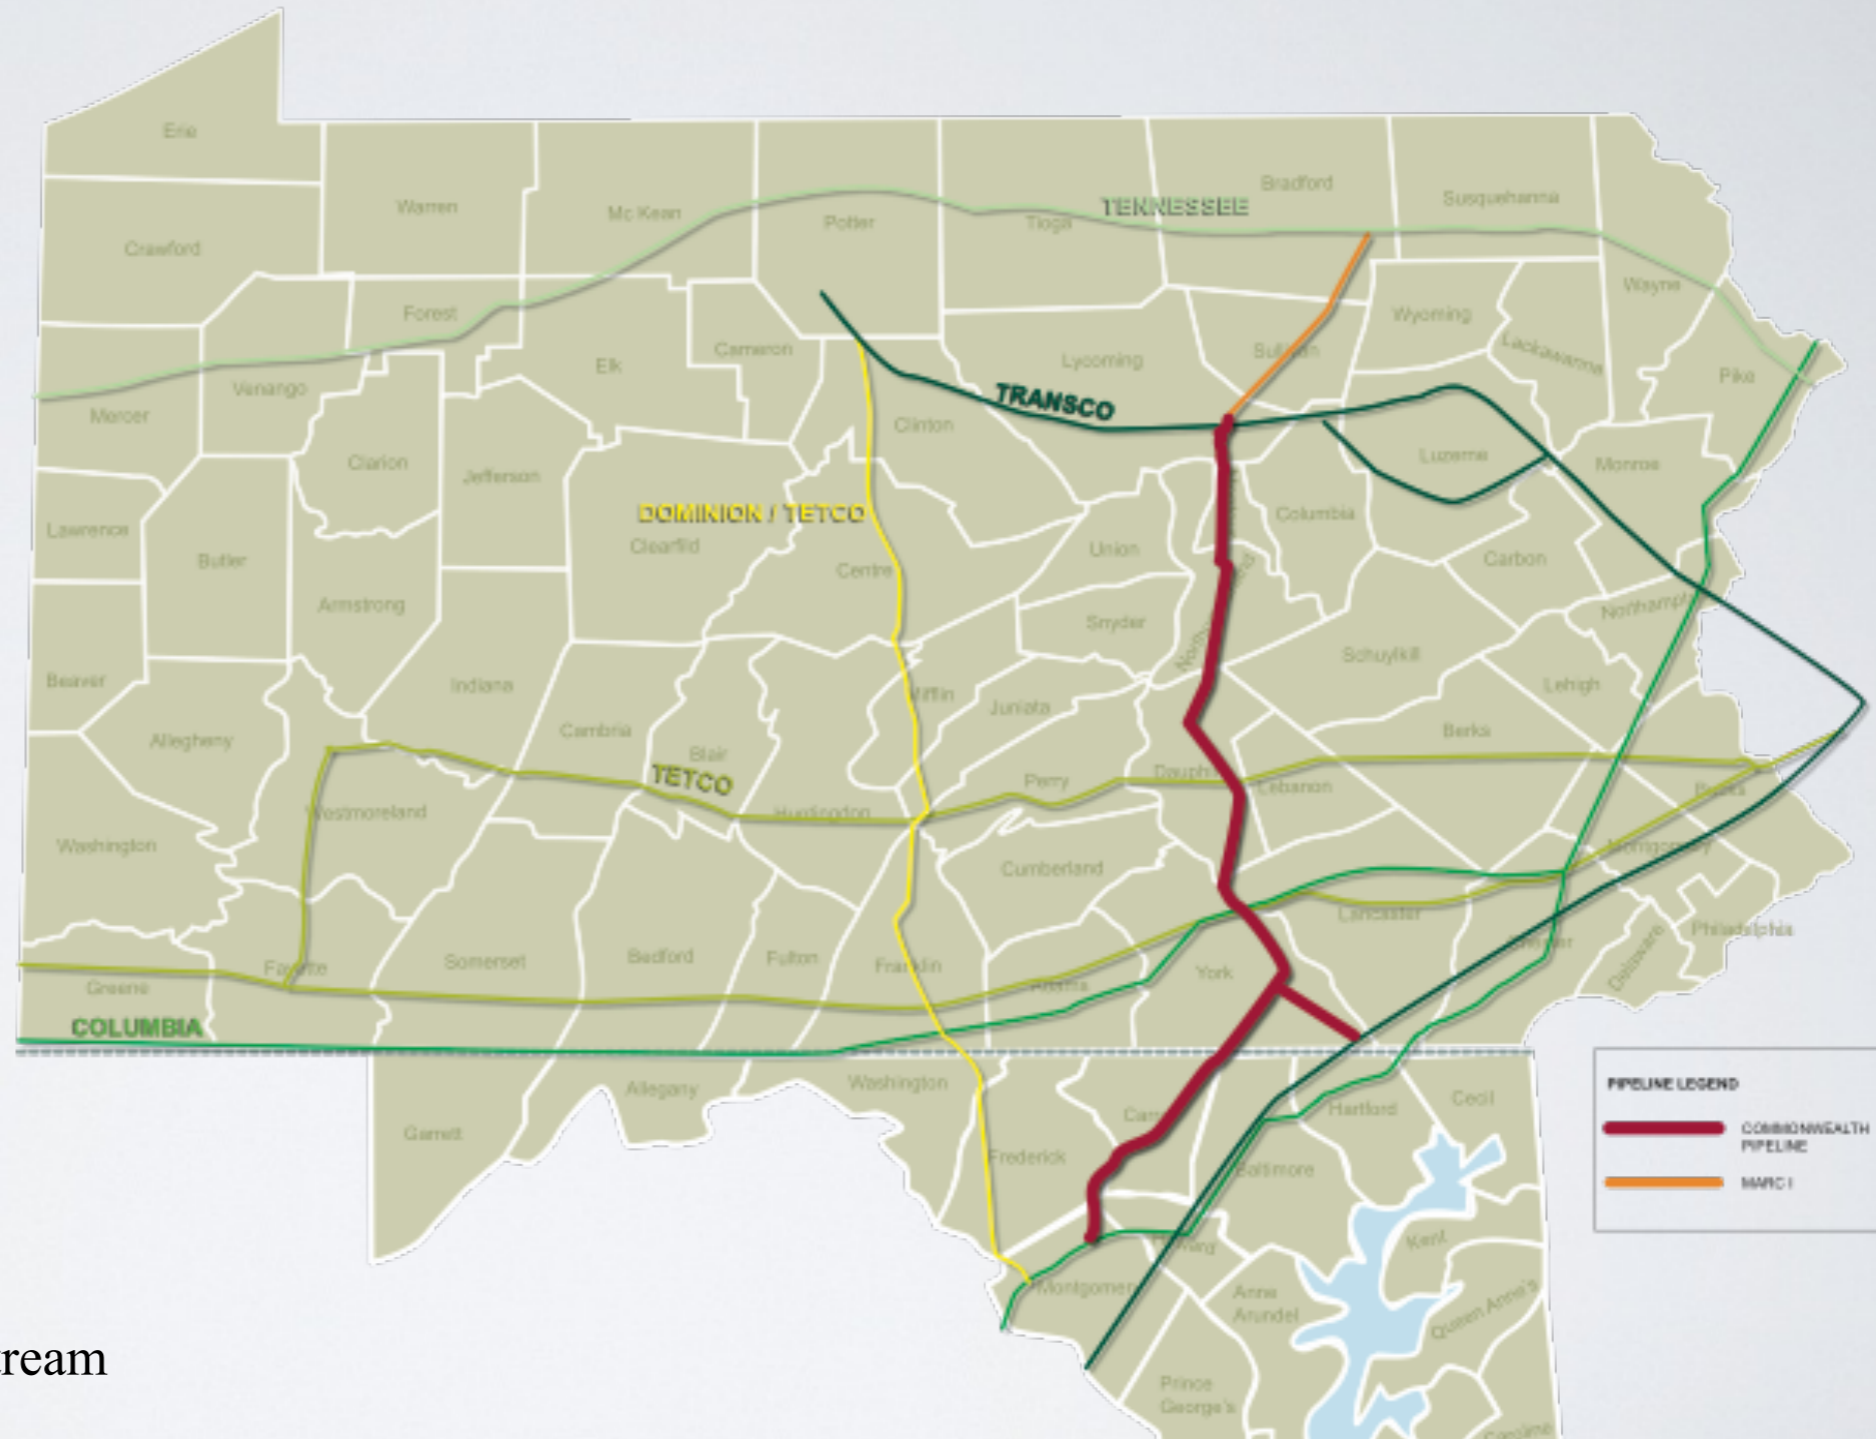 Erie
Warren
Mc Kean
Potter
Tioga
TENNESSEE
Bradford
Susquehanna
Crawford
Forest
Elk
Cameron
Lycoming
Sullivan
Wyoming
Lackawanna
Wayne
Pike
Mercer
Venango
Clarion
Jefferson
Clinton
TRANSCO
Luzerne
Monroe
Lawrence
Butler
Armstrong
DOMINION / TETCO
Clearfild
Centre
Union
Columbia
Carbon
Snyder
Northampt
Beaver
Allegheny
Indiana
Cambria
Blair
Mifflin
Juniata
Schuylkill
Lehigh
Berks
TETCO
Westmoreland
Huntingdon
Perry
Dauphin
Lebanon
Bucks
Washington
Cumberland
Montgomery
Lancaster
Greene
Fayette
Somerset
Bedford
Fulton
Franklin
Adams
York
Chester
Delaware
Philadelphia
COLUMBIA
Garrett
Allegany
Washington
Frederick
Carr
Baltimore
Hartford
Cecil
Howard
Montgomery
Anne
Arundel
Kent
Queen Anne's
Prince
George's
Caroline
PIPELINE LEGEND
COMMONWEALTH
PIPELINE
MARC I
tream